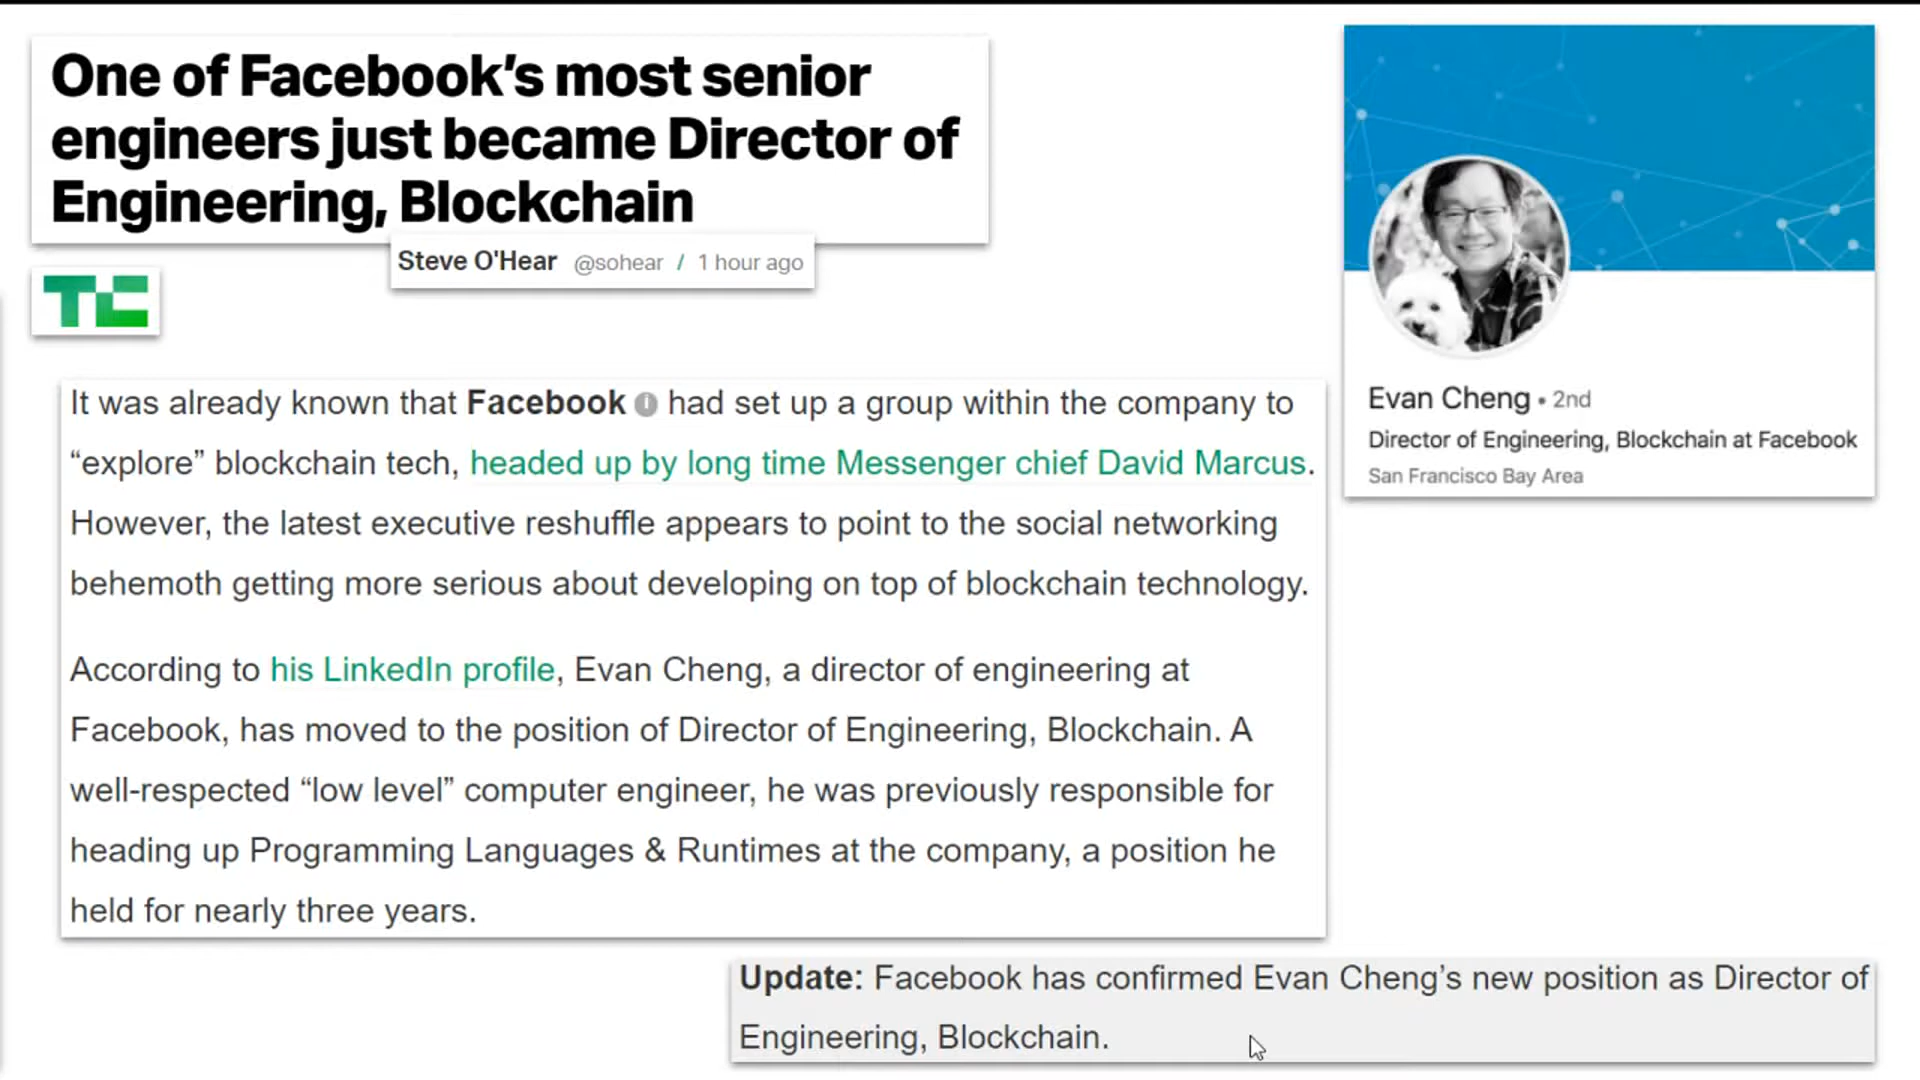 One of Facebook’s most senior
engineers just became Director of
Engineering, Blockchain
Steve O'Hear @sohear / 1 hour ago
TC
It was already known that Facebook had set up a group within the company to
“explore” blockchain tech, headed up by long time Messenger chief David Marcus.
However, the latest executive reshuffle appears to point to the social networking
behemoth getting more serious about developing on top of blockchain technology.
According to his LinkedIn profile, Evan Cheng, a director of engineering at
Facebook, has moved to the position of Director of Engineering, Blockchain. A
well-respected “low level” computer engineer, he was previously responsible for
heading up Programming Languages & Runtimes at the company, a position he
held for nearly three years.
Evan Cheng • 2nd
Director of Engineering, Blockchain at Facebook
San Francisco Bay Area
Update: Facebook has confirmed Evan Cheng’s new position as Director of
Engineering, Blockchain.